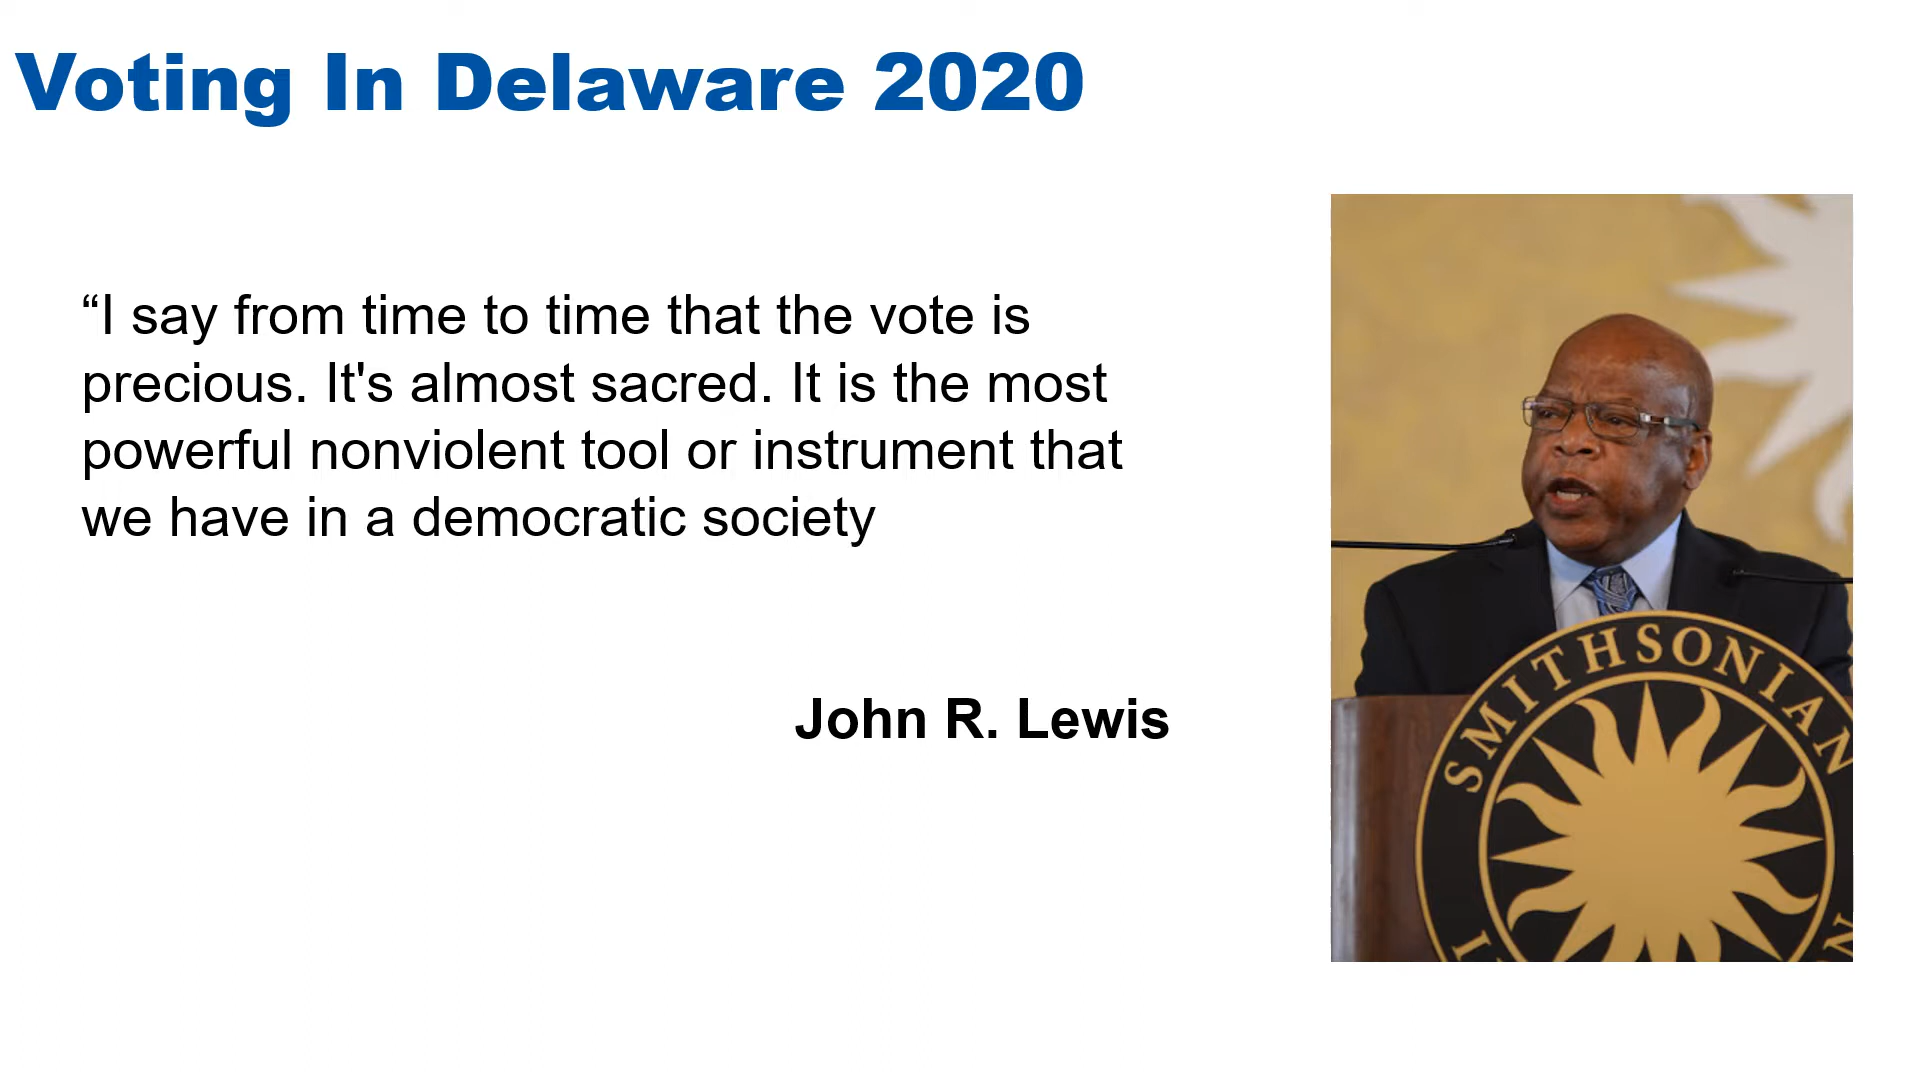 Voting In Delaware 2020
“I say from time to time that the vote is
precious. It's almost sacred. It is the most
powerful nonviolent tool or instrument that
we have in a democratic society
John R. Lewis
SMITHSONIAN